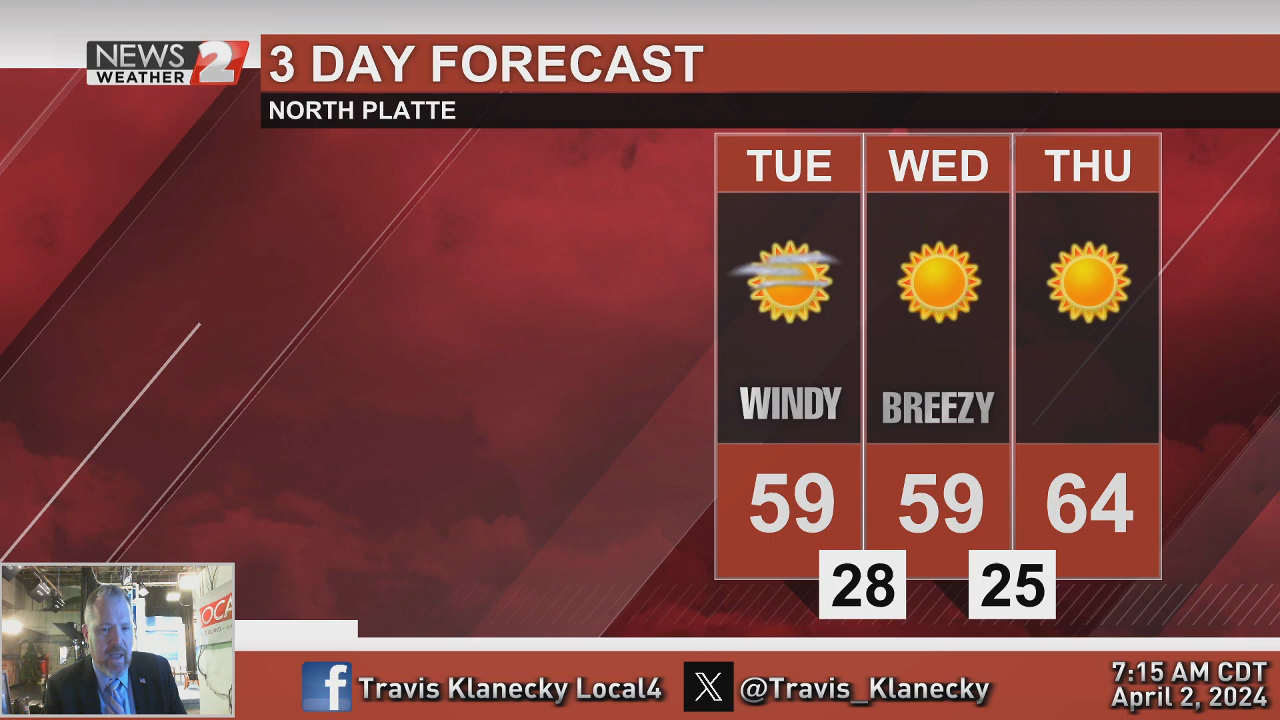 NEWS 2
WEATHER
3 DAY FORECAST
NORTH PLATTE
TUE WED THU
WINDY BREEZY
59 59 64
28 25
OCA
Travis Klanecky Local4 @Travis_Klanecky
7:15 AM CDT
April 2, 2024